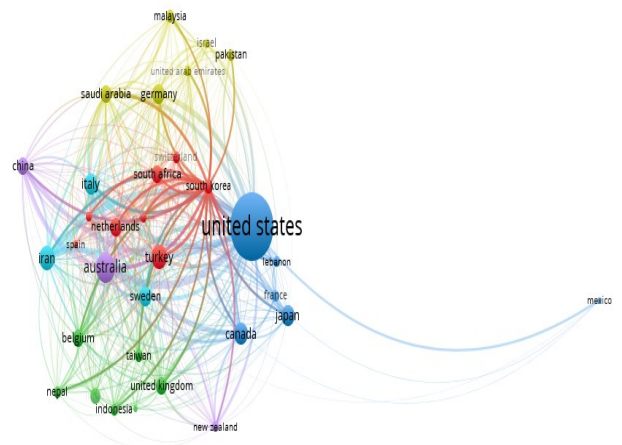 malaysia
israel
pakistan
united arab emirates
saudi arabia
germany
switzerland
china
south africa
italy
south korea
netherlands
united states
spain
turkey
iran
australia
lebanon
sweden
france
mexico
japan
canada
belgium
taiwan
united kingdom
nepal
indonesia
new zealand